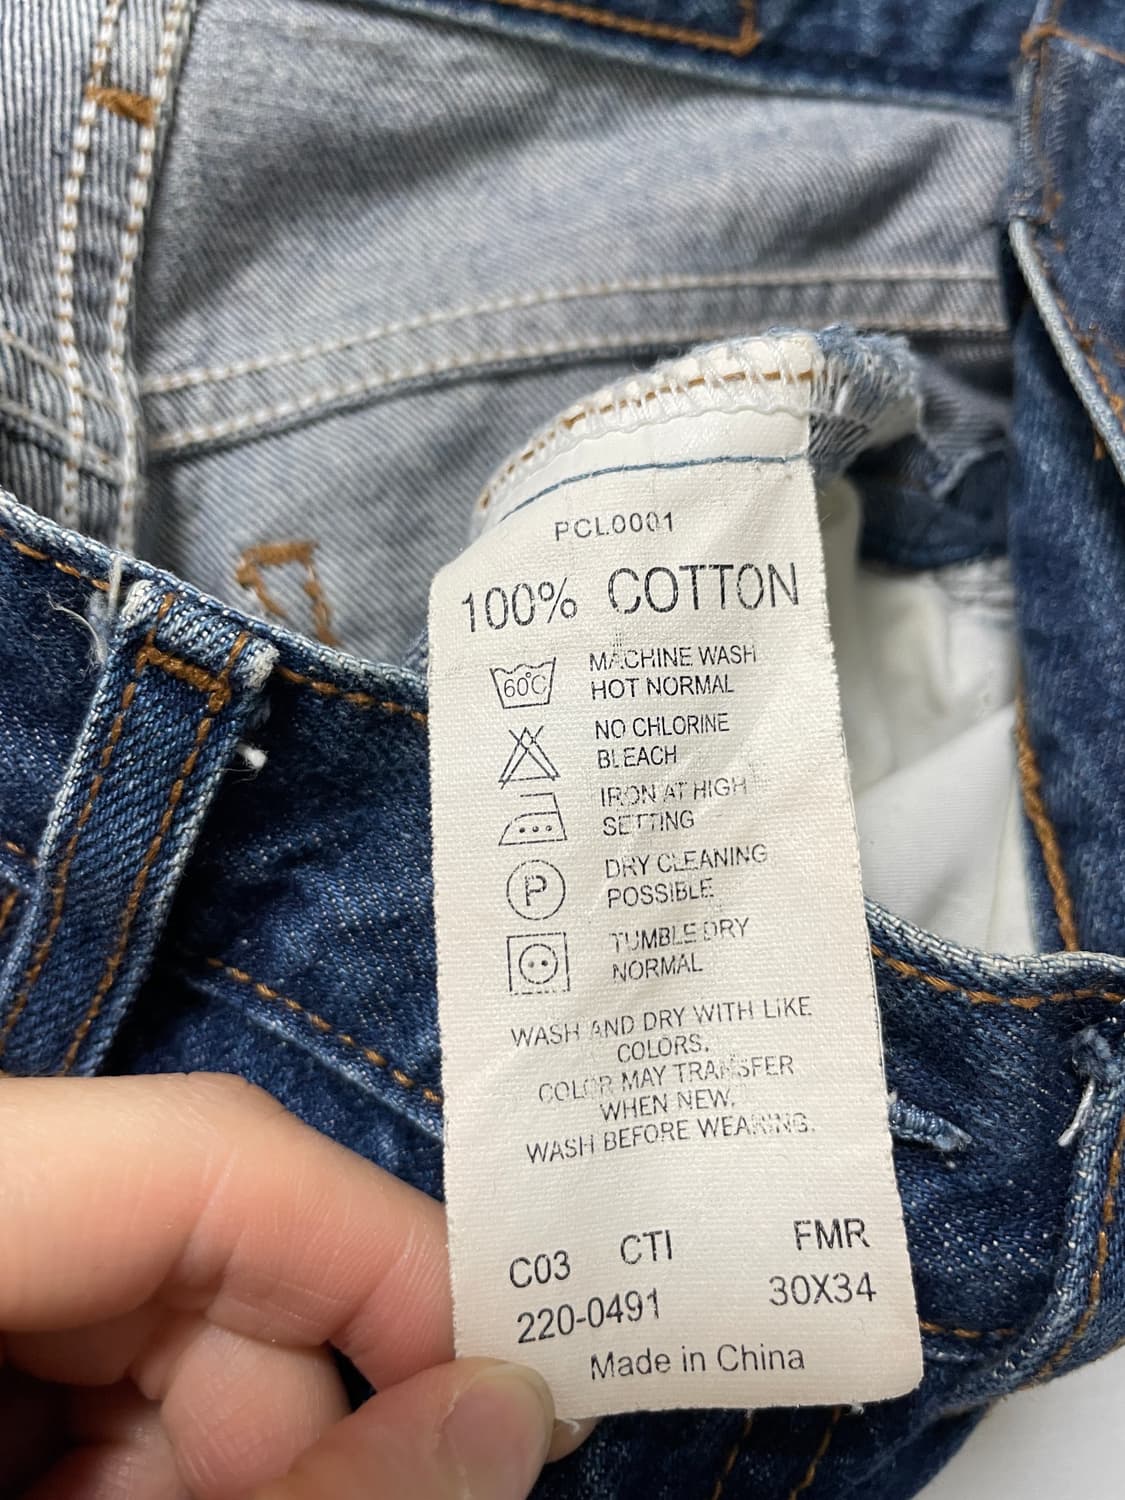 PCL0001
100% COTTON
60°C MACHINE WASH
HOT NORMAL
NO CHLORINE
BLEACH
IRON AT HIGH
SETTING
P DRY CLEANING
POSSIBLE
TUMBLE DRY
NORMAL
WASH AND DRY WITH LIKE
COLORS.
COLOR MAY TRANSFER
WHEN NEW.
WASH BEFORE WEARING.
C03 CTI FMR
220-0491 30X34
Made in China